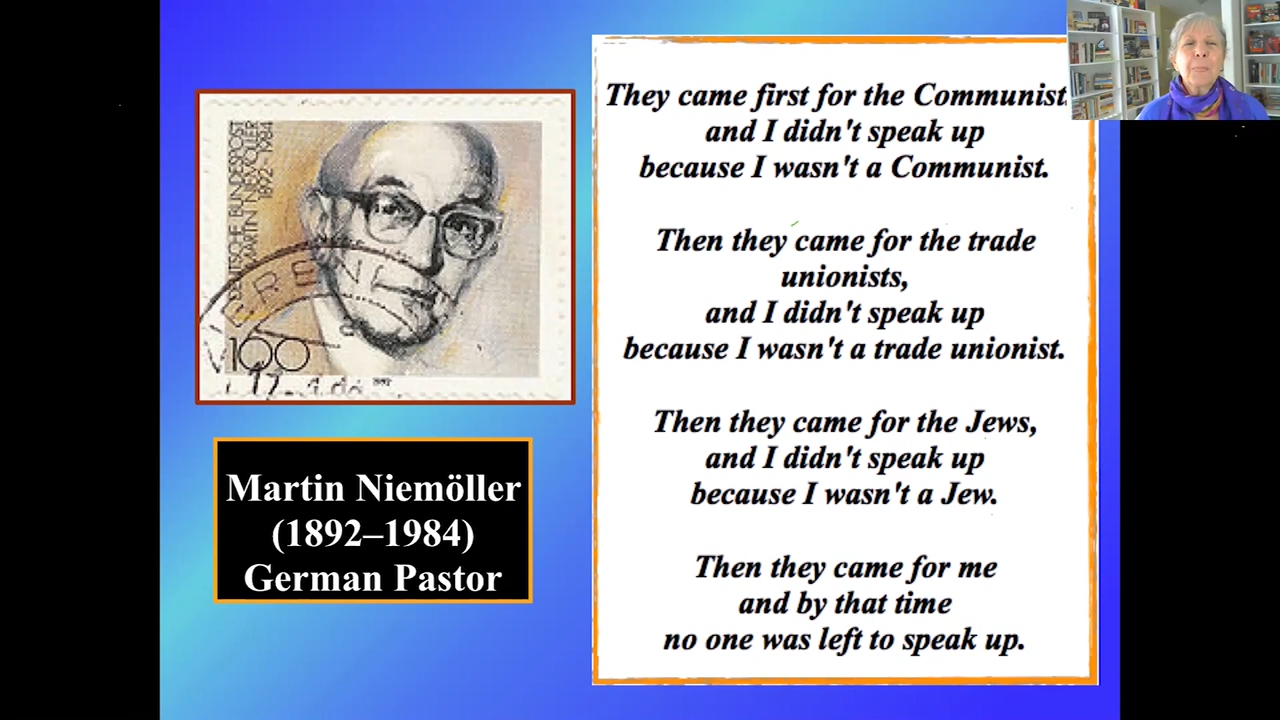 DEUTSCHE BUNDESPOST
MARTIN NIEMÖLLER
1892-1984
100
Martin Niemöller
(1892–1984)
German Pastor
They came first for the Communist
and I didn't speak up
because I wasn't a Communist.
Then they came for the trade
unionists,
and I didn't speak up
because I wasn't a trade unionist.
Then they came for the Jews,
and I didn't speak up
because I wasn't a Jew.
Then they came for me
and by that time
no one was left to speak up.